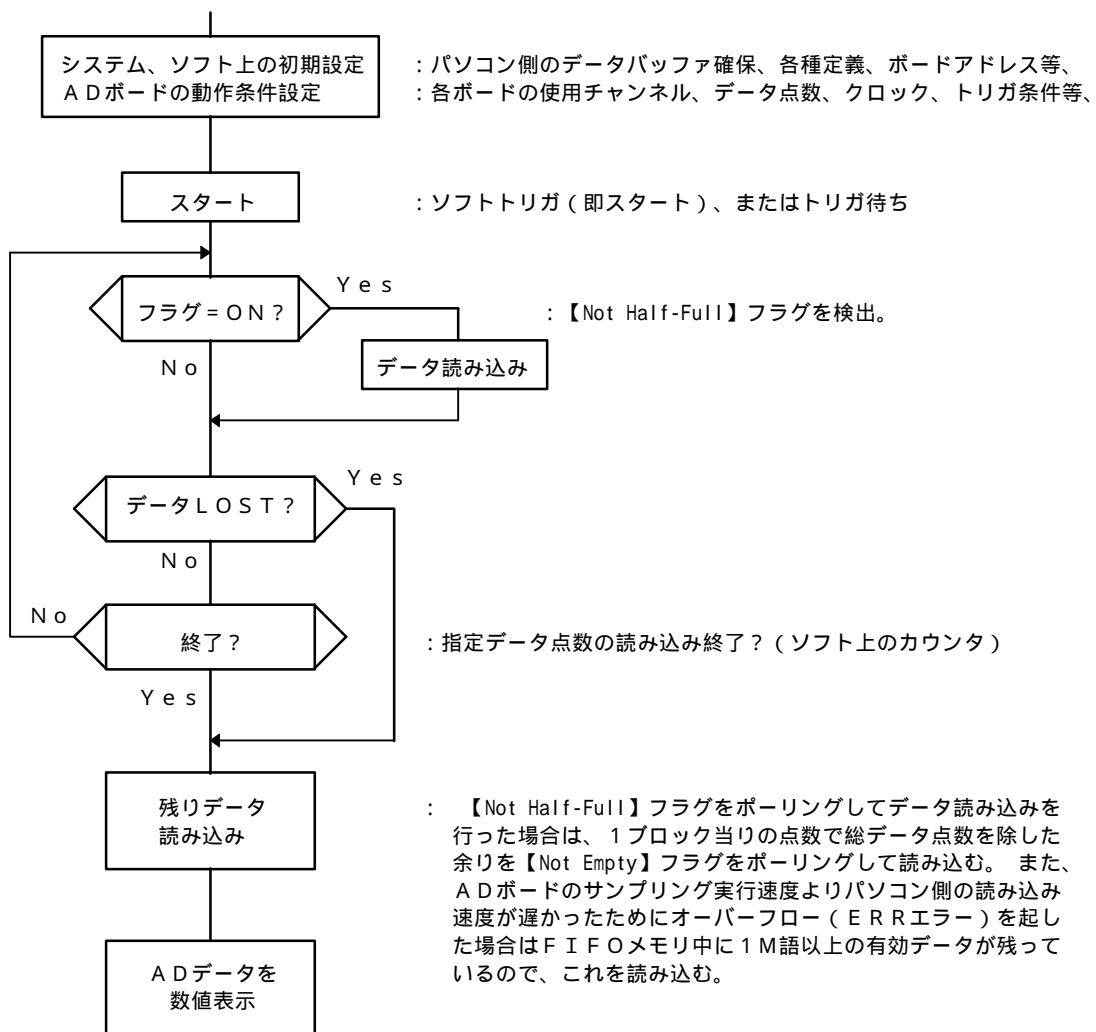 システム、ソフト上の初期設定 ：パソコン側のデータバッファ確保、各種定義、ボードアドレス等、
ＡＤボードの動作条件設定 ：各ボードの使用チャンネル、データ点数、クロック、トリガ条件等、
スタート ：ソフトトリガ（即スタート）、またはトリガ待ち
Ｙｅｓ
フラグ＝ＯＮ？ ：【Not Half-Full】フラグを検出。
Ｎｏ データ読み込み
Ｙｅｓ
データＬＯＳＴ？
Ｎｏ
Ｎｏ
終了？ ：指定データ点数の読み込み終了？（ソフト上のカウンタ）
Ｙｅｓ
残りデータ
読み込み
： 【Not Half-Full】フラグをポーリングしてデータ読み込みを
行った場合は、１ブロック当りの点数で総データ点数を除した
余りを【Not Empty】フラグをポーリングして読み込む。 また、
ＡＤボードのサンプリング実行速度よりパソコン側の読み込み
速度が遅かったためにオーバーフロー（ＥＲＲエラー）を起し
た場合はＦＩＦＯメモリ中に１Ｍ語以上の有効データが残って
いるので、これを読み込む。
ＡＤデータを
数値表示